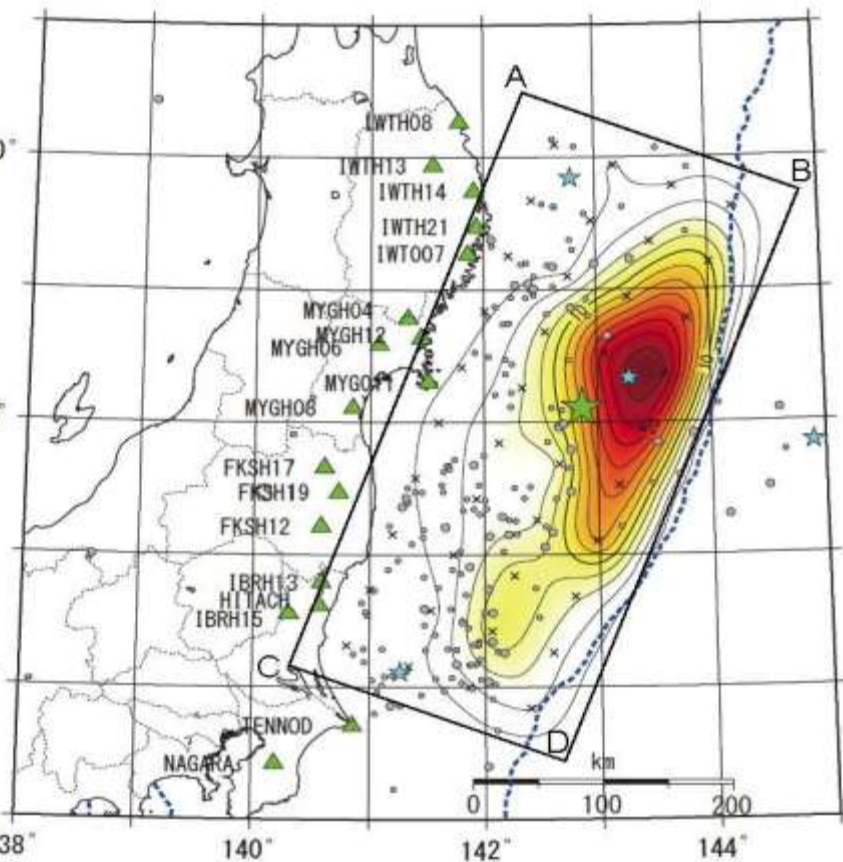 A
IWTH08
0°
IWTH13
B
IWTH14
IWTH21
IWT007
MYGH04
MYGH12
MYGH06
10
MYG011
MYGH08
FKSH17
FKSH19
FKSH12
IBRH13
HITACH
IBRH15
C
TENNOD
D
NAGARA
km
0 100 200
38° 140° 142° 144°